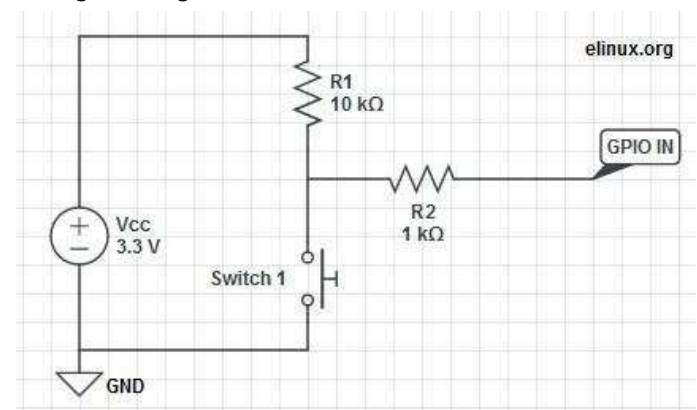 elinux.org
R1
10 kΩ
GPIO IN
R2
1 kΩ
+
−
Vcc
3.3 V
Switch 1
GND